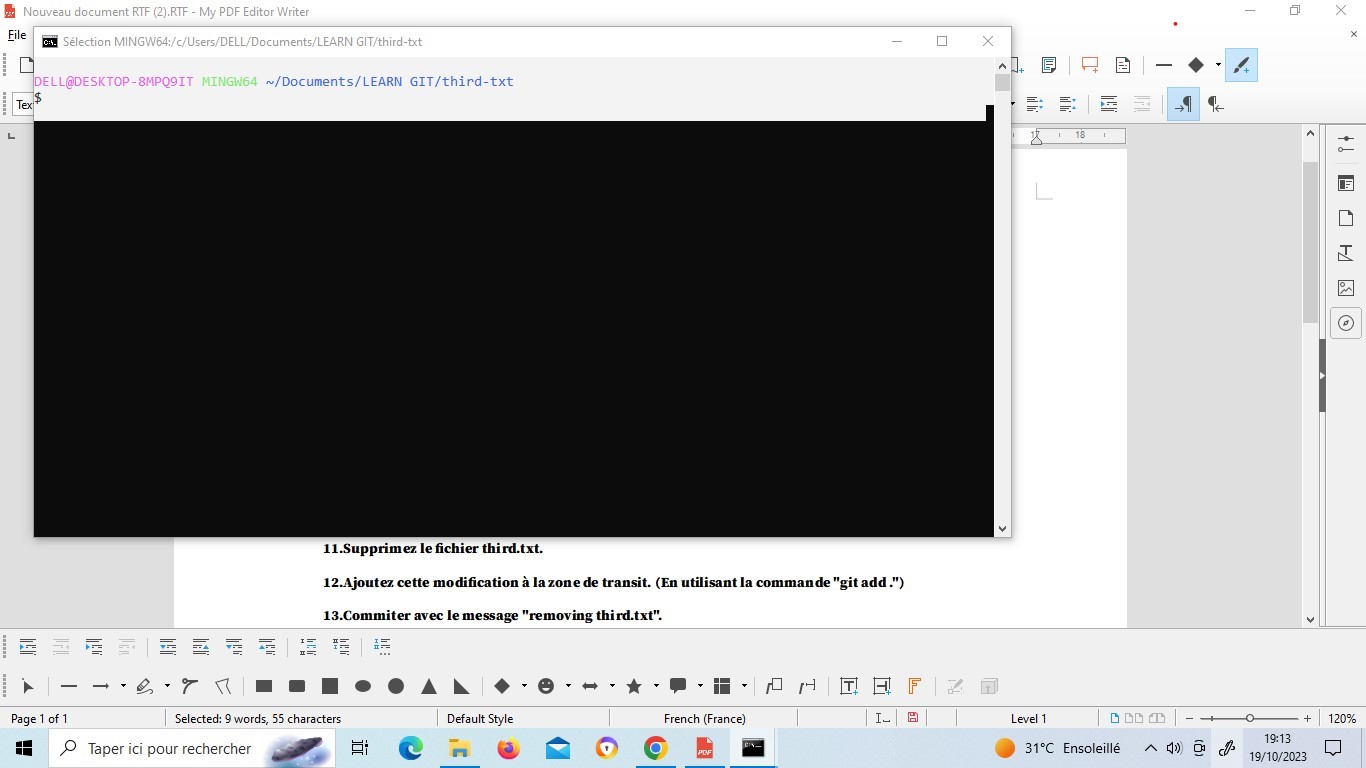 Nouveau document RTF (2).RTF - My PDF Editor Writer
File
Sélection MINGW64:/c/Users/DELL/Documents/LEARN GIT/third-txt
DELL@DESKTOP-8MPQ9IT MINGW64 ~/Documents/LEARN GIT/third-txt
$
Tex
17 18
11.Supprimez le fichier third.txt.
12.Ajoutez cette modification à la zone de transit. (En utilisant la commande "git add .")
13.Commiter avec le message "removing third.txt".
Page 1 of 1
Selected: 9 words, 55 characters
Default Style
French (France)
Level 1
120%
Taper ici pour rechercher
PDF
31°C Ensoleillé
19:13
19/10/2023